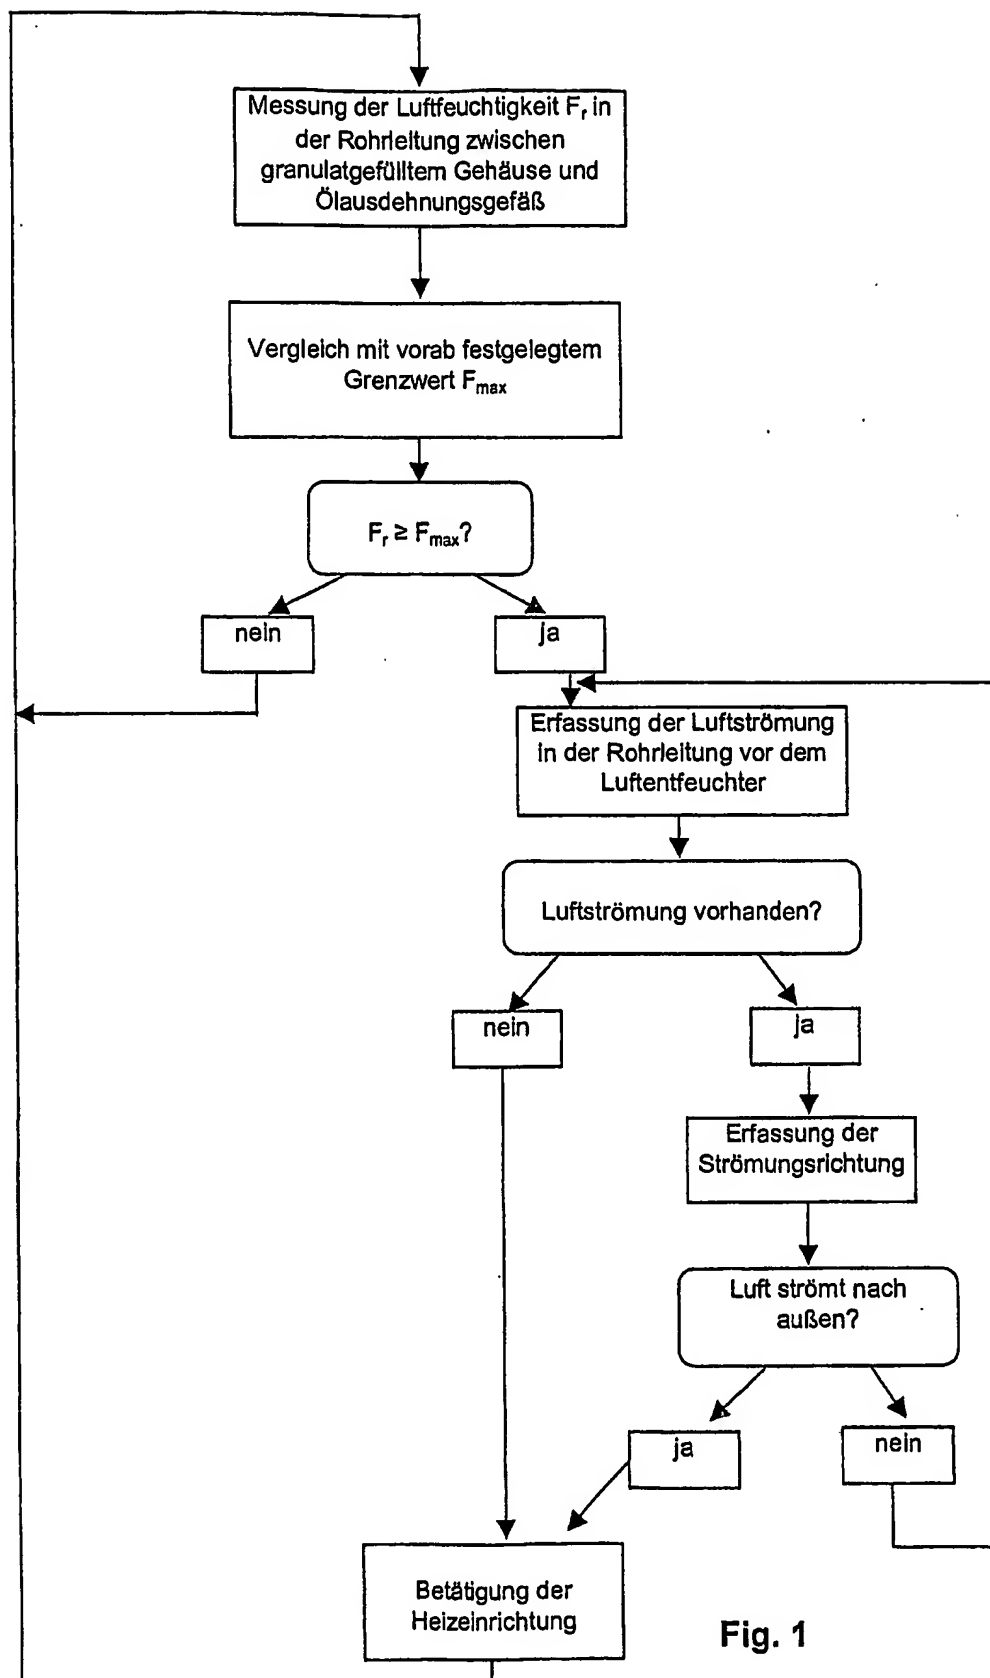 Messung der Luftfeuchtigkeit Fr in
der Rohrleitung zwischen
granulatgefülltem Gehäuse und
Ölausdehnungsgefäß
Vergleich mit vorab festgelegtem
Grenzwert Fmax
Fr ≥ Fmax?
nein
ja
Erfassung der Luftströmung
in der Rohrleitung vor dem
Luftentfeuchter
Luftströmung vorhanden?
nein
ja
Erfassung der
Strömungsrichtung
Luft strömt nach
außen?
ja
nein
Betätigung der
Heizeinrichtung
Fig. 1